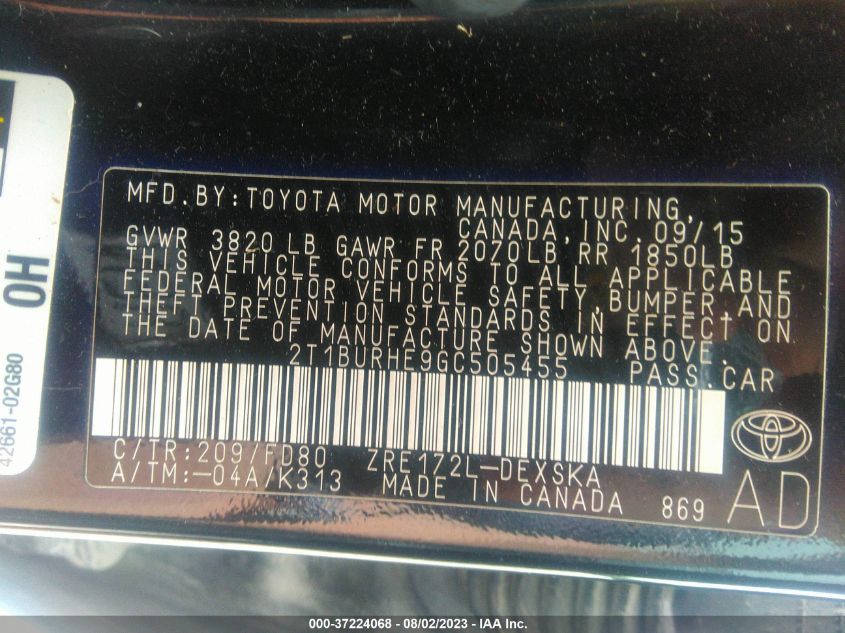 MFD.BY:TOYOTA MOTOR MANUFACTURING,
CANADA,INC.09/15
GVWR 3820 LB GAWR FR 2070LB RR 1850LB
THIS VEHICLE CONFORMS TO ALL APPLICABLE
FEDERAL MOTOR VEHICLE SAFETY,BUMPER,AND
THEFT PREVENTION STANDARDS IN EFFECT ON
THE DATE OF MANUFACTURE SHOWN ABOVE.
2T1BURHE9GC505455 PASS.CAR
C/TR:209/FD80 ZRE172L-DEXSKA
A/TM:-04A/K313 MADE IN CANADA 869
AD
OH
42661-02G80
000-37224068 - 08/02/2023 - IAA Inc.